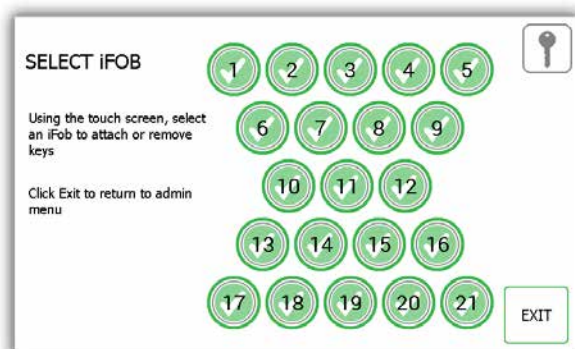 SELECT iFOB
Using the touch screen, select
an iFob to attach or remove
keys
Click Exit to return to admin
menu
1 2 3 4 5
6 7 8 9
10 11 12
13 14 15 16
17 18 19 20 21
EXIT